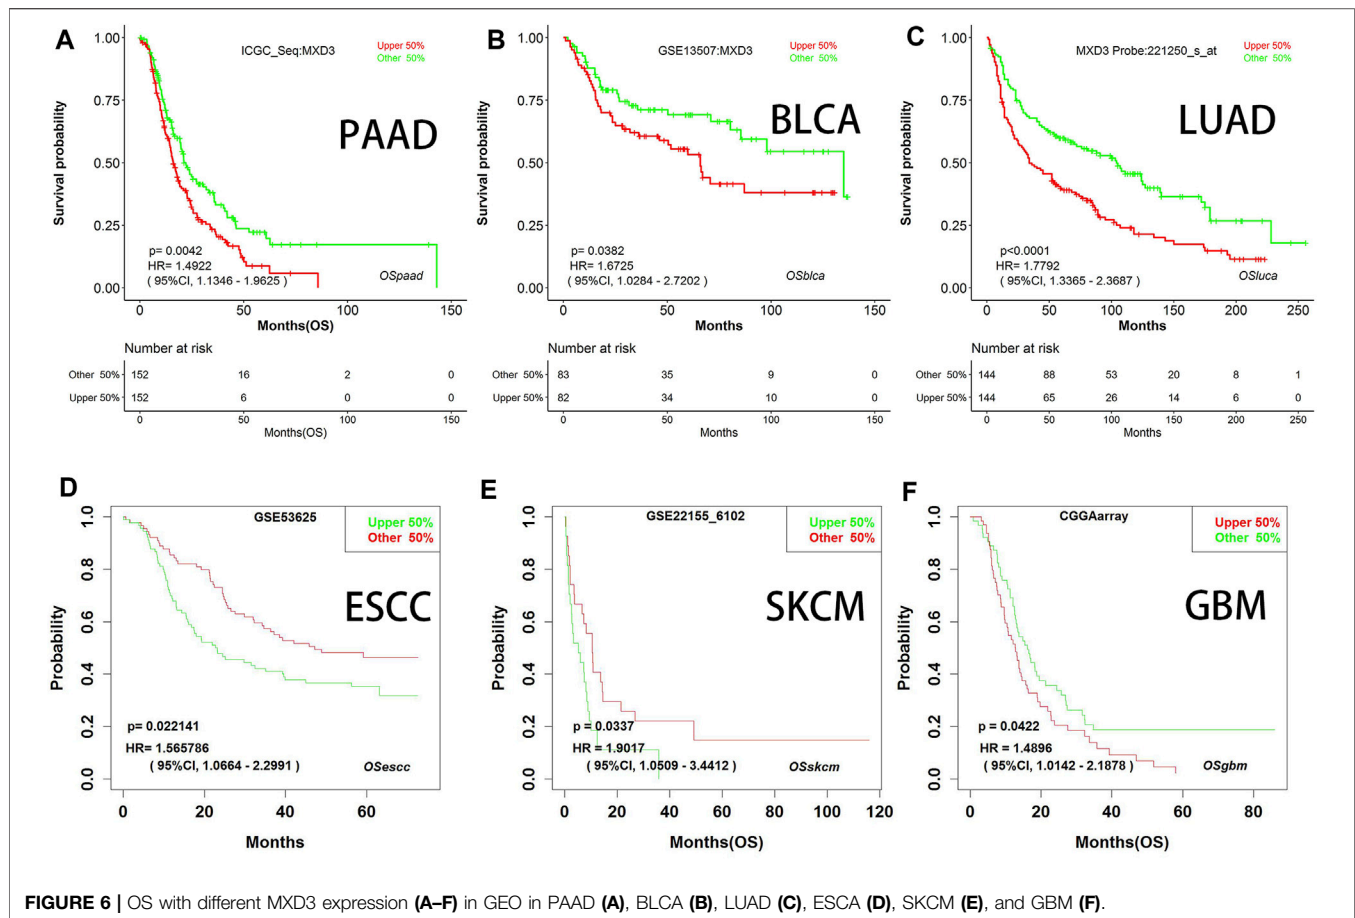 A
ICGC_Seq:MXD3
Upper 50%
Other 50%
PAAD
Survival probability
1.00
0.75
0.50
0.25
0.00
p= 0.0042
HR= 1.4922
( 95%CI, 1.1346 - 1.9625 )
OSpaad
0 50 100 150
Months(OS)
Number at risk
Other 50% 152 16 2 0
Upper 50% 152 6 0 0
0 50 100 150
Months(OS)
B
GSE13507:MXD3
Upper 50%
Other 50%
BLCA
Survival probability
1.00
0.75
0.50
0.25
0.00
p= 0.0382
HR= 1.6725
( 95%CI, 1.0284 - 2.7202 )
OSblca
0 50 100 150
Months
Number at risk
Other 50% 83 35 9 0
Upper 50% 82 34 10 0
0 50 100 150
Months
C
MXD3 Probe:221250_s_at
Upper 50%
Other 50%
LUAD
Survival probability
1.00
0.75
0.50
0.25
0.00
p<0.0001
HR= 1.7792
( 95%CI, 1.3365 - 2.3687 )
OSluca
0 50 100 150 200 250
Months
Number at risk
Other 50% 144 88 53 20 8 1
Upper 50% 144 65 26 14 6 0
0 50 100 150 200 250
Months
D
GSE53625
Upper 50%
Other 50%
ESCC
Probability
1.0
0.8
0.6
0.4
0.2
0.0
p= 0.022141
HR= 1.565786
( 95%CI, 1.0664 - 2.2991 )
OSescc
0 20 40 60
Months
E
GSE22155_6102
Upper 50%
Other 50%
SKCM
Probability
1.0
0.8
0.6
0.4
0.2
0.0
p = 0.0337
HR = 1.9017
( 95%CI, 1.0509 - 3.4412 )
OSskcm
0 20 40 60 80 100 120
Months(OS)
F
CGGAarray
Upper 50%
Other 50%
GBM
Probability
1.0
0.8
0.6
0.4
0.2
0.0
p = 0.0422
HR = 1.4896
( 95%CI, 1.0142 - 2.1878 )
OSgbm
0 20 40 60 80
Months(OS)
FIGURE 6 | OS with different MXD3 expression (A–F) in GEO in PAAD (A), BLCA (B), LUAD (C), ESCA (D), SKCM (E), and GBM (F).